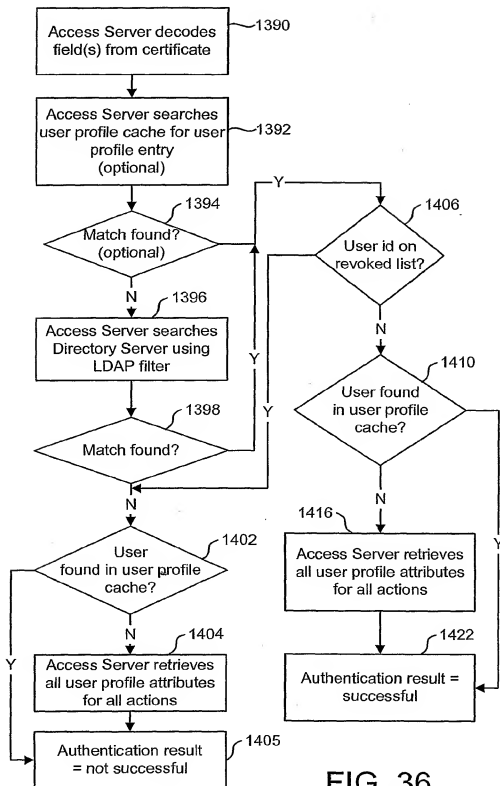 Access Server decodes
field(s) from certificate
1390
Access Server searches
user profile cache for user
profile entry
(optional)
1392
Match found?
(optional)
1394
Y
N
Access Server searches
Directory Server using
LDAP filter
1396
Match found?
1398
Y
N
User
found in user profile
cache?
1402
Y
N
Access Server retrieves
all user profile attributes
for all actions
1404
Authentication result
= not successful
1405
User id on
revoked list?
1406
Y
N
User found
in user profile
cache?
1410
Y
N
Access Server retrieves
all user profile attributes
for all actions
1416
Authentication result =
successful
1422
FIG. 36